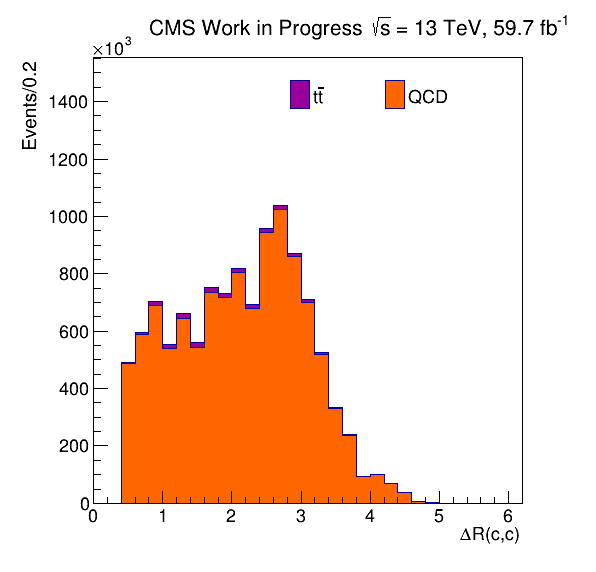 CMS Work in Progress √s = 13 TeV, 59.7 fb⁻¹
×10³
Events/0.2
tt̄
QCD
1400
1200
1000
800
600
400
200
0
0 1 2 3 4 5 6
ΔR(c,c)